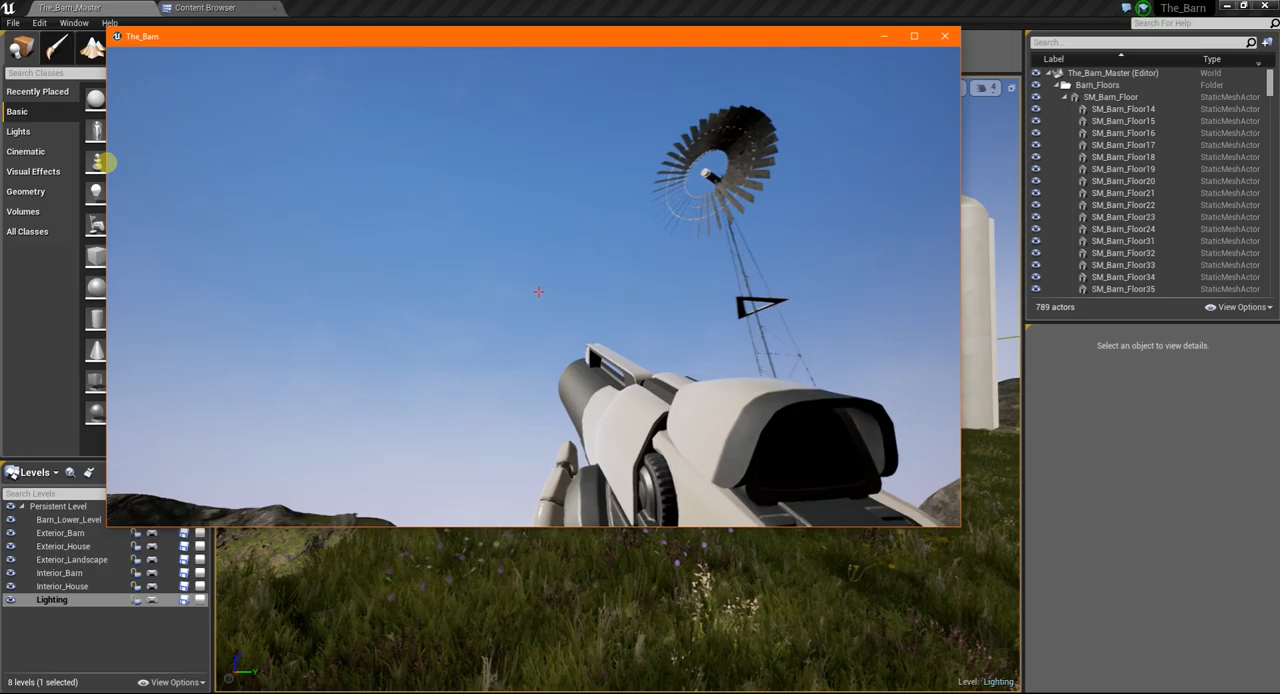 The_Barn_Master
Content Browser
The_Barn
File Edit Window Help
Search For Help
The_Barn
Search Classes
Recently Placed
Basic
Lights
Cinematic
Visual Effects
Geometry
Volumes
All Classes
4
Search...
Label Type
The_Barn_Master (Editor) World
Barn_Floors Folder
SM_Barn_Floor StaticMeshActor
SM_Barn_Floor14 StaticMeshActor
SM_Barn_Floor15 StaticMeshActor
SM_Barn_Floor16 StaticMeshActor
SM_Barn_Floor17 StaticMeshActor
SM_Barn_Floor18 StaticMeshActor
SM_Barn_Floor19 StaticMeshActor
SM_Barn_Floor20 StaticMeshActor
SM_Barn_Floor21 StaticMeshActor
SM_Barn_Floor22 StaticMeshActor
SM_Barn_Floor23 StaticMeshActor
SM_Barn_Floor24 StaticMeshActor
SM_Barn_Floor31 StaticMeshActor
SM_Barn_Floor32 StaticMeshActor
SM_Barn_Floor33 StaticMeshActor
SM_Barn_Floor34 StaticMeshActor
SM_Barn_Floor35 StaticMeshActor
789 actors View Options
Select an object to view details.
Levels
Search Levels
Persistent Level
Barn_Lower_Level
Exterior_Barn
Exterior_House
Exterior_Landscape
Interior_Barn
Interior_House
Lighting
8 levels (1 selected) View Options
Z
Y
Level: Lighting